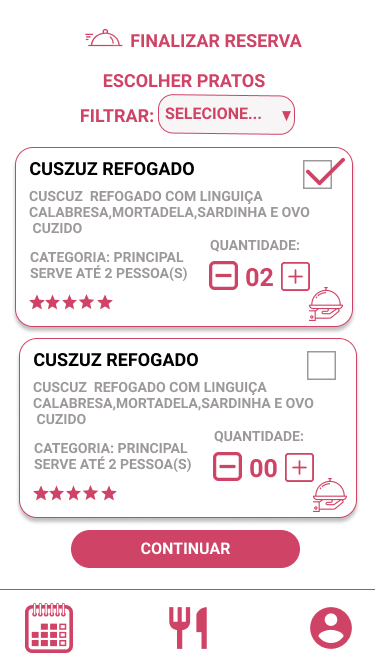 FINALIZAR RESERVA
ESCOLHER PRATOS
FILTRAR: SELECIONE... ▼
CUSZUZ REFOGADO
CUSCUZ REFOGADO COM LINGUIÇA
CALABRESA,MORTADELA,SARDINHA E OVO
CUZIDO
QUANTIDADE:
CATEGORIA: PRINCIPAL
SERVE ATÉ 2 PESSOA(S)
02
CUSZUZ REFOGADO
CUSCUZ REFOGADO COM LINGUIÇA
CALABRESA,MORTADELA,SARDINHA E OVO
CUZIDO
QUANTIDADE:
CATEGORIA: PRINCIPAL
SERVE ATÉ 2 PESSOA(S)
00
CONTINUAR